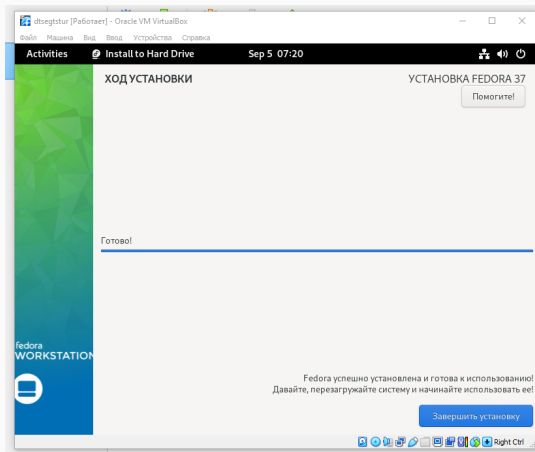 dtsegtstur [Работает] - Oracle VM VirtualBox
Файл Машина Вид Ввод Устройства Справка
Activities Install to Hard Drive Sep 5 07:20
ХОД УСТАНОВКИ
УСТАНОВКА FEDORA 37
Помогите!
Готово!
fedora
WORKSTATION
Fedora успешно установлена и готова к использованию!
Давайте, перезагружайте систему и начинайте использовать ее!
Завершить установку
Right Ctrl